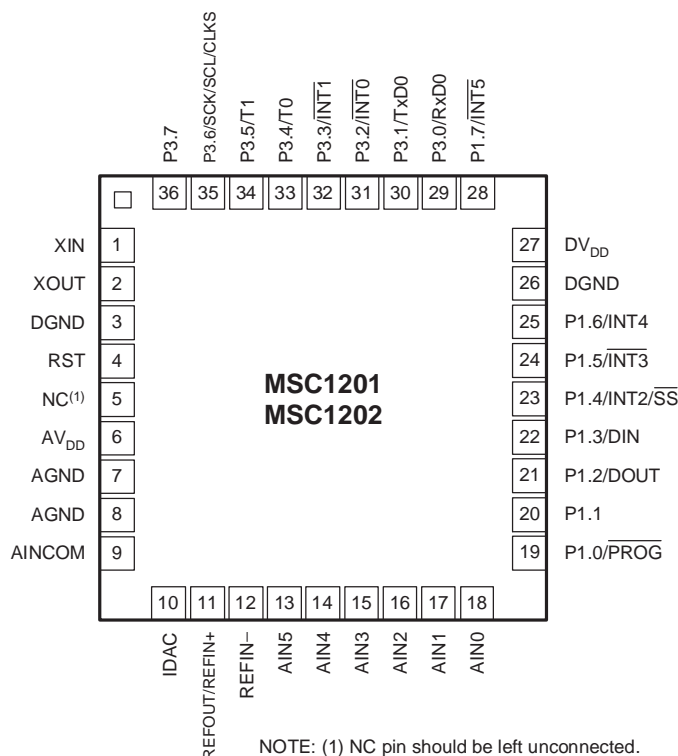 P3.7
P3.6/SCK/SCL/CLKS
P3.5/T1
P3.4/T0
P3.3/INT1
P3.2/INT0
P3.1/TxD0
P3.0/RxD0
P1.7/INT5
36 35 34 33 32 31 30 29 28
XIN 1
XOUT 2
DGND 3
RST 4
NC(1) 5
AVDD 6
AGND 7
AGND 8
AINCOM 9
MSC1201
MSC1202
27 DVDD
26 DGND
25 P1.6/INT4
24 P1.5/INT3
23 P1.4/INT2/SS
22 P1.3/DIN
21 P1.2/DOUT
20 P1.1
19 P1.0/PROG
10 11 12 13 14 15 16 17 18
IDAC
REFOUT/REFIN+
REFIN−
AIN5
AIN4
AIN3
AIN2
AIN1
AIN0
NOTE: (1) NC pin should be left unconnected.